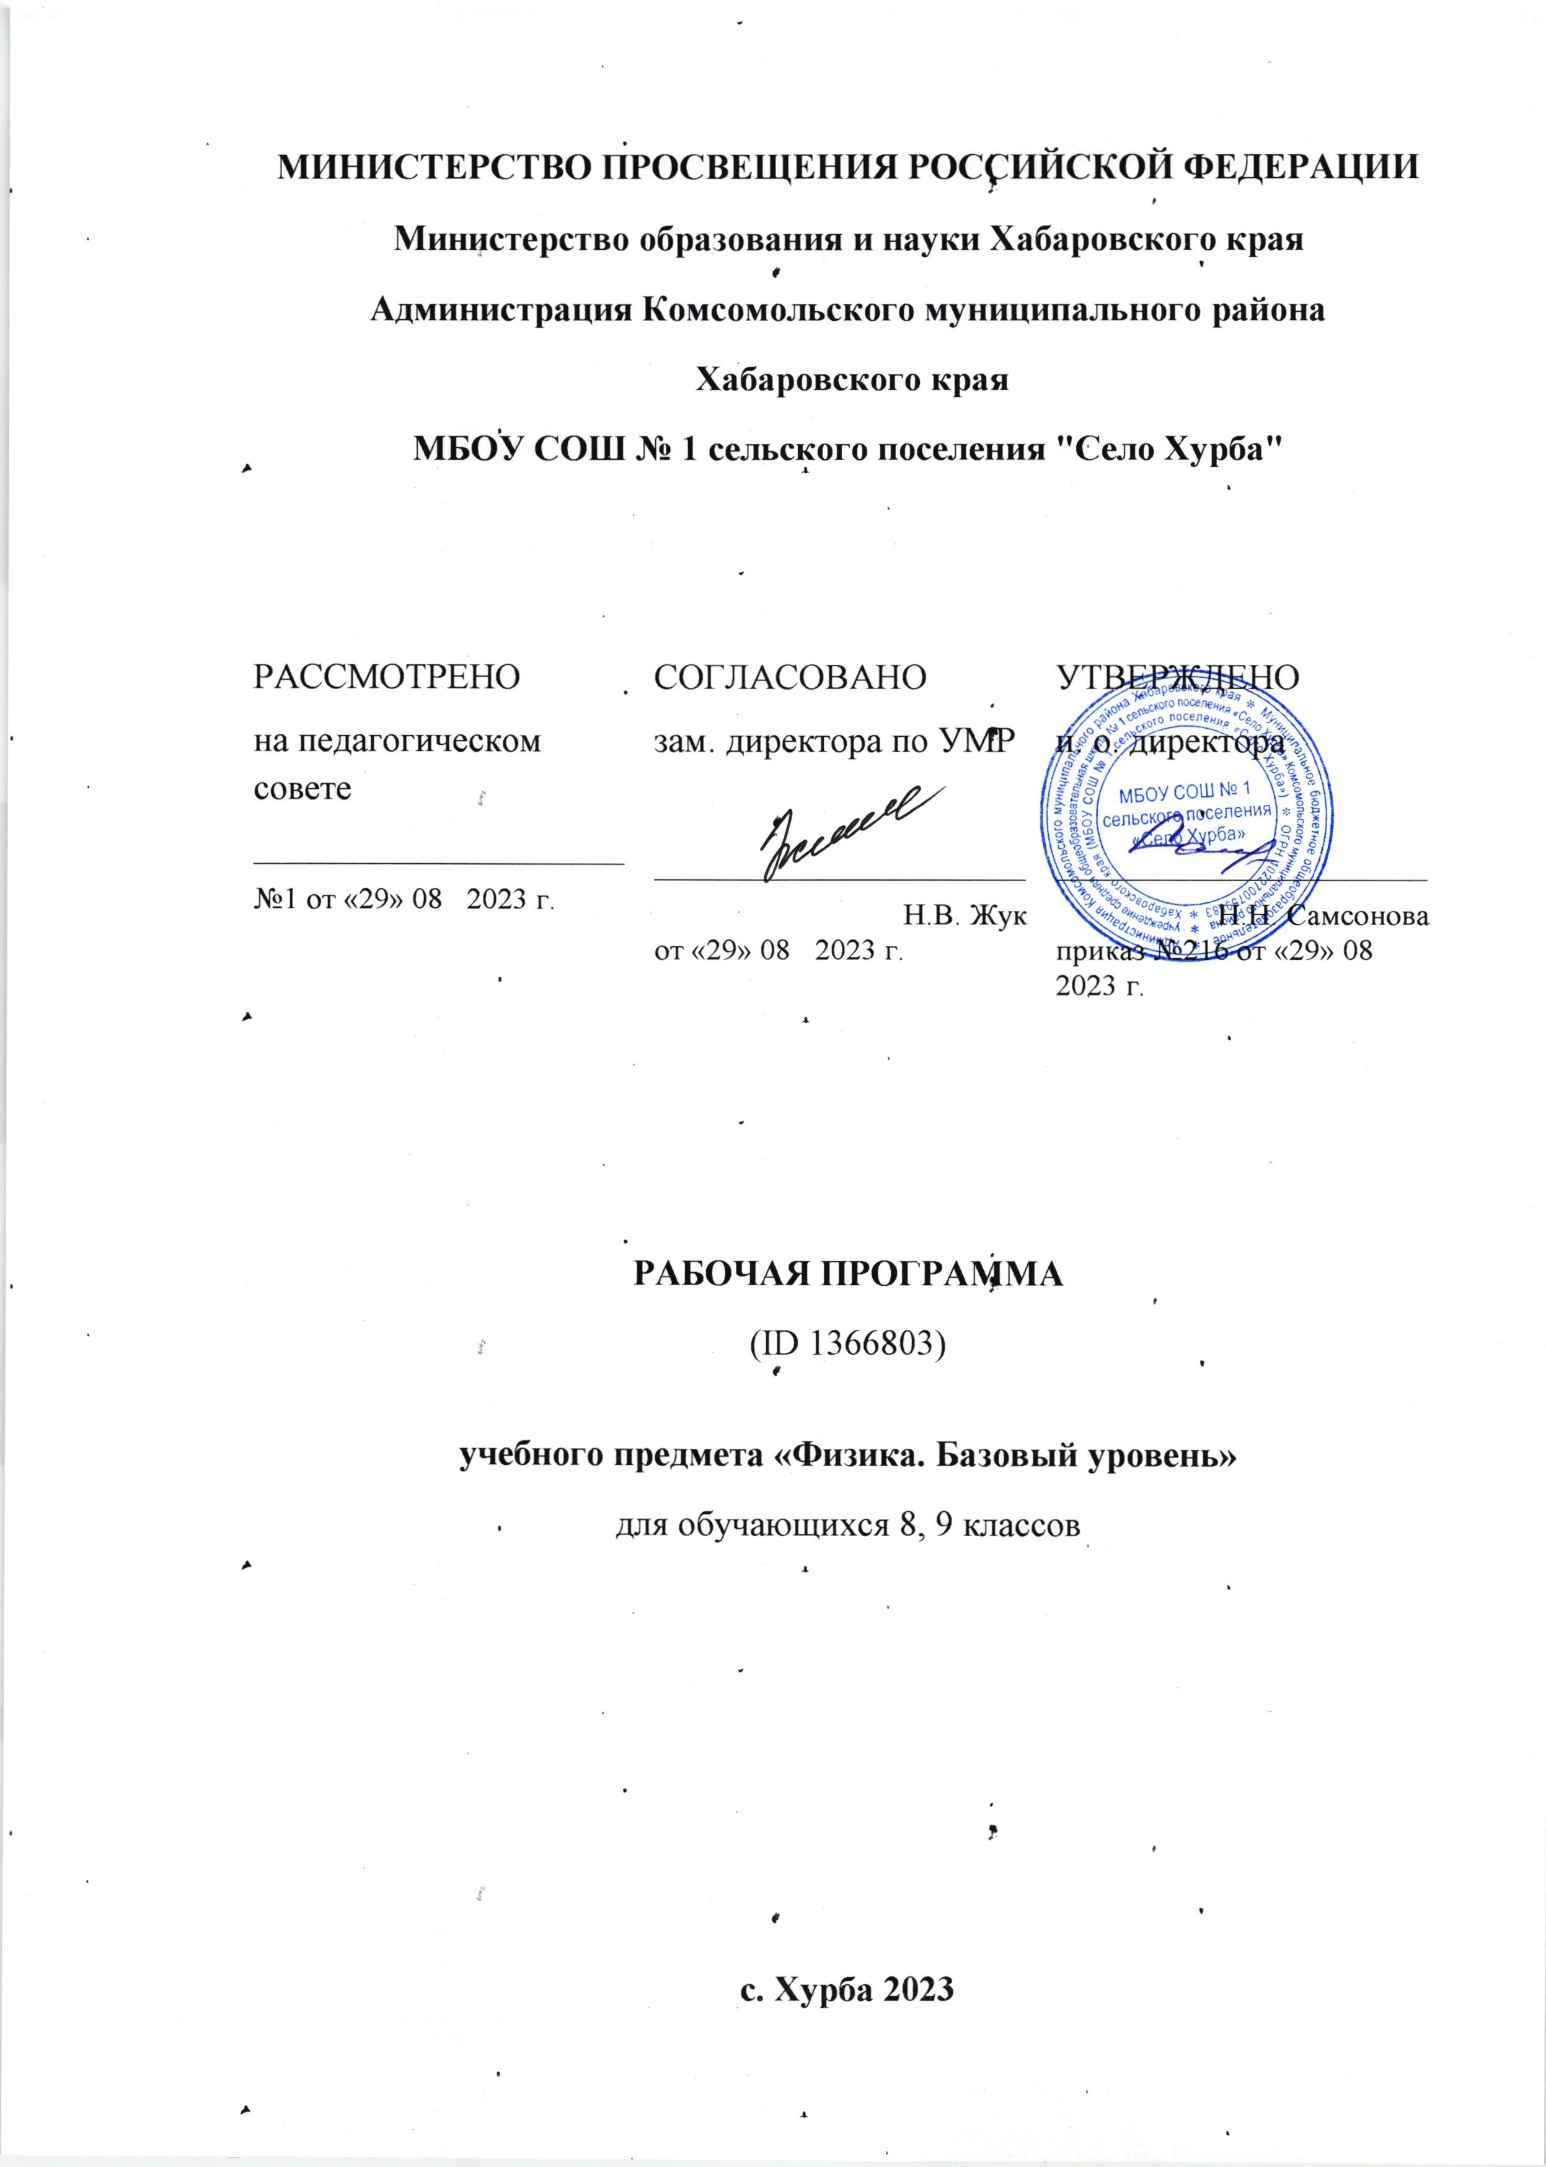 МИНИСТЕРСТВО ПРОСВЕЩЕНИЯ РОССИЙСКОЙ ФЕДЕРАЦИИ
Министерство образования и науки Хабаровского края
Администрация Комсомольского муниципального района
Хабаровского края
МБОУ СОШ № 1 сельского поселения "Село Хурба"
РАССМОТРЕНО
на педагогическом
совете
№1 от «29» 08 2023 г.
СОГЛАСОВАНО
зам. директора по УМР
Н.В. Жук
от «29» 08 2023 г.
УТВЕРЖДЕНО
и. о. директора
Н.Н. Самсонова
приказ №216 от «29» 08
2023 г.
МБОУ СОШ № 1
сельского поселения
«Село Хурба»
РАБОЧАЯ ПРОГРАММА
(ID 1366803)
учебного предмета «Физика. Базовый уровень»
для обучающихся 8, 9 классов
с. Хурба 2023